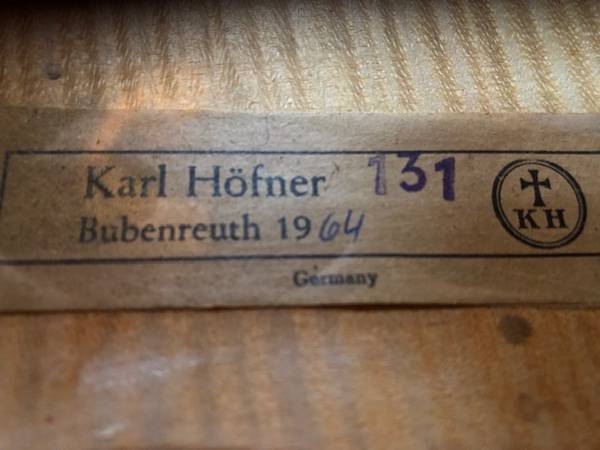 Karl Höfner 131
Bubenreuth 1964
KH
Germany